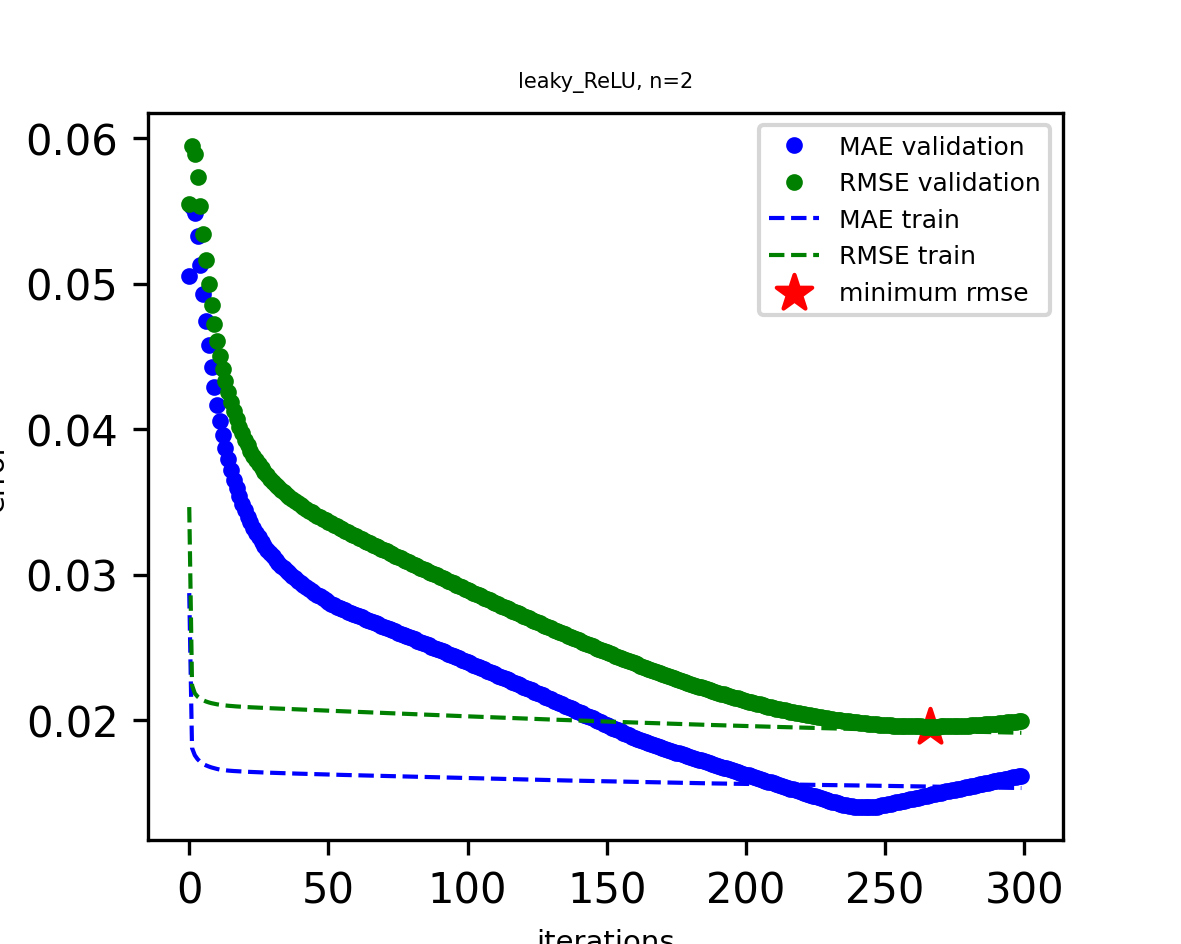 leaky_ReLU, n=2
MAE validation
RMSE validation
MAE train
RMSE train
minimum rmse
0.06
0.05
0.04
0.03
0.02
error
0 50 100 150 200 250 300
iterations